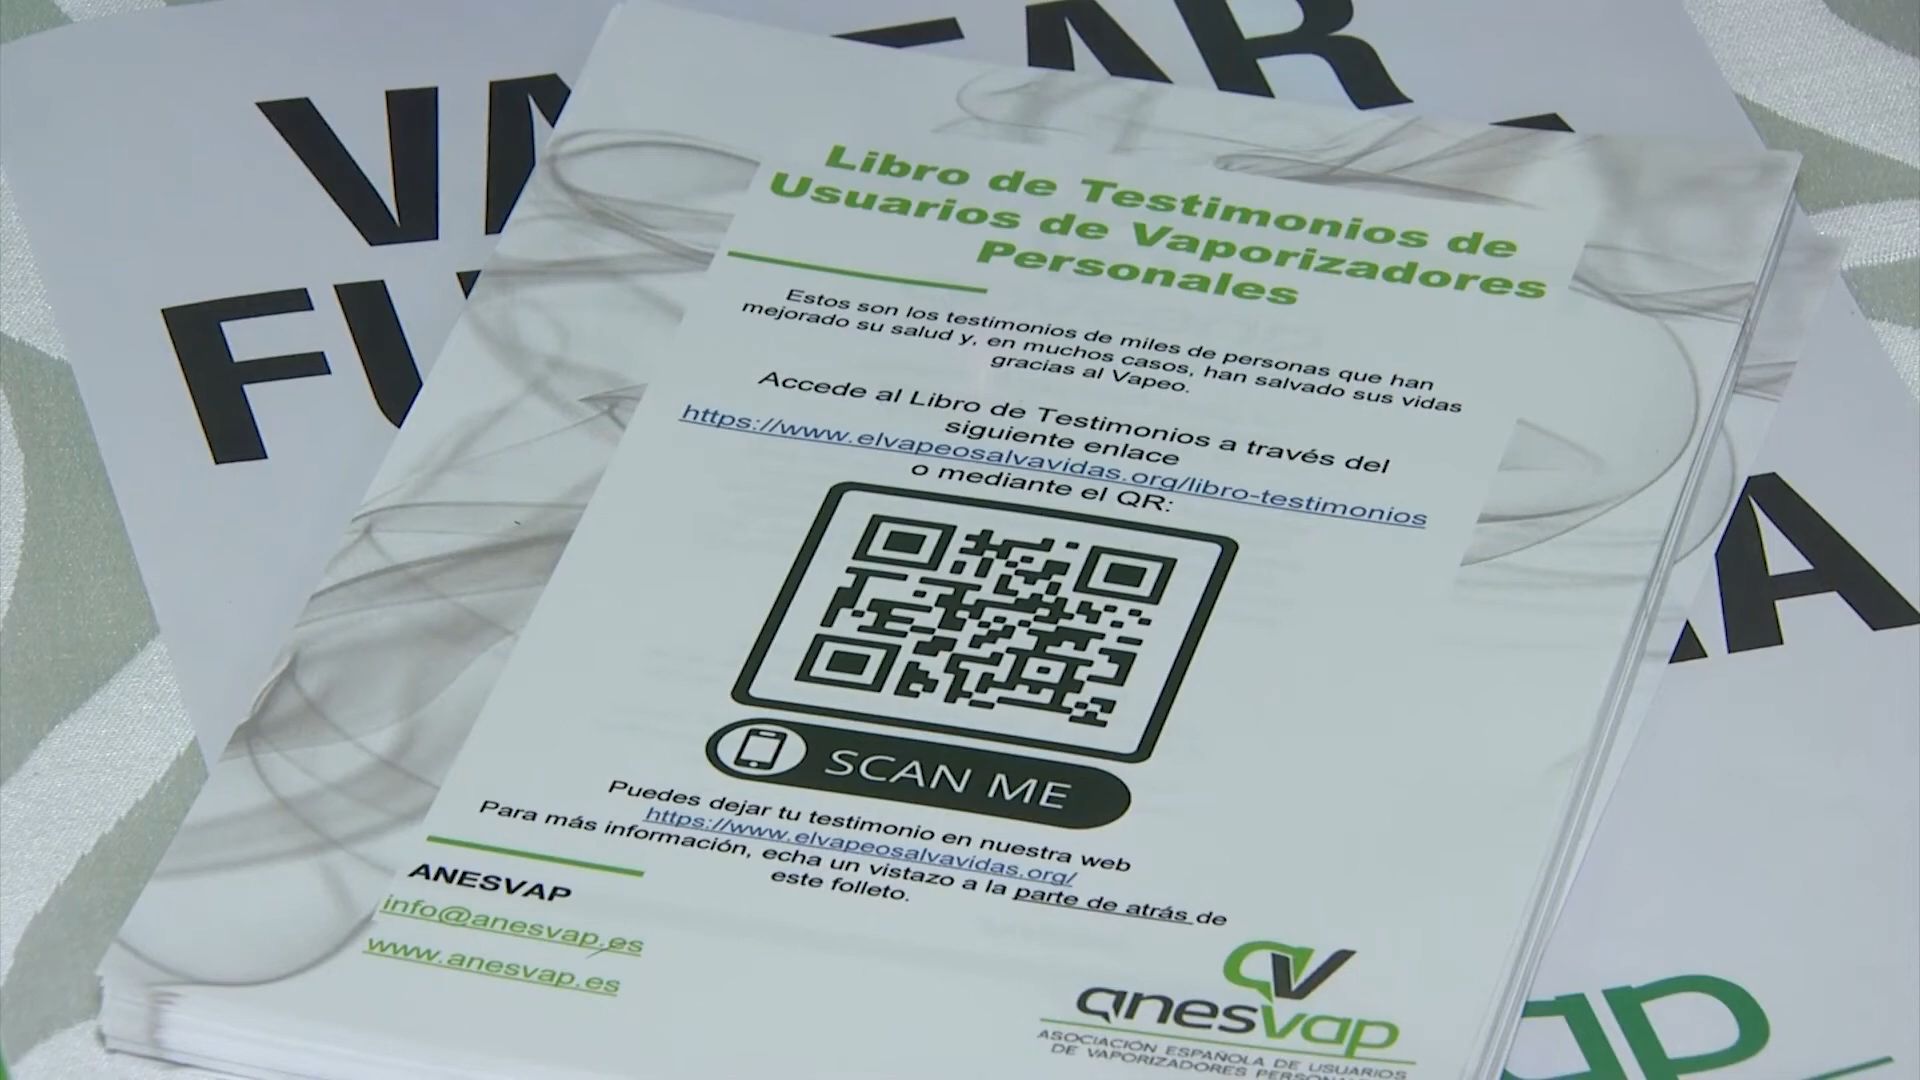 Libro de Testimonios de
Usuarios de Vaporizadores
Personales
Estos son los testimonios de miles de personas que han
mejorado su salud y, en muchos casos, han salvado sus vidas
gracias al Vapeo.
Accede al Libro de Testimonios a través del
siguiente enlace
https://www.elvapeosalvavidas.org/libro-testimonios
o mediante el QR:
SCAN ME
Puedes dejar tu testimonio en nuestra web
https://www.elvapeosalvavidas.org/
Para más información, echa un vistazo a la parte de atrás de
este folleto.
ANESVAP
info@anesvap.es
www.anesvap.es
anesvap
ASOCIACIÓN ESPAÑOLA DE USUARIOS
DE VAPORIZADORES